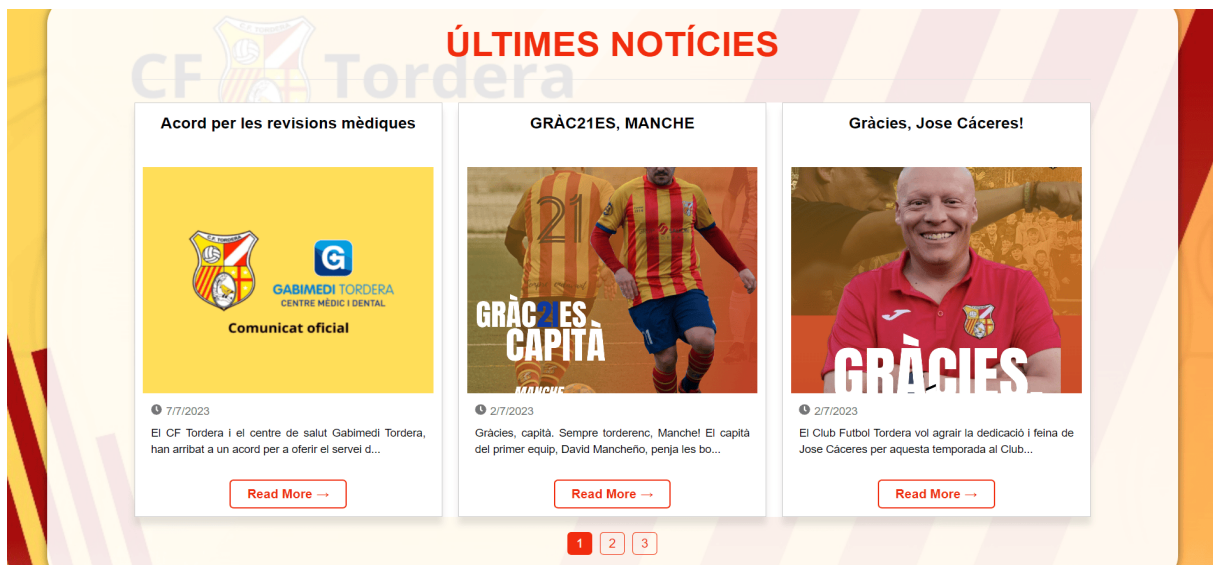 ÚLTIMES NOTÍCIES
CF Tordera
Acord per les revisions mèdiques
C.F. TORDERA
G
GABIMEDI TORDERA
CENTRE MÈDIC I DENTAL
Comunicat oficial
7/7/2023
El CF Tordera i el centre de salut Gabimedi Tordera,
han arribat a un acord per a oferir el servei d...
Read More →
GRÀC21ES, MANCHE
21
GRÀC21ES
CAPITÀ
MANCHE
2/7/2023
Gràcies, capità. Sempre torderenc, Manche! El capità
del primer equip, David Mancheño, penja les bo...
Read More →
Gràcies, Jose Cáceres!
GRÀCIES,
2/7/2023
El Club Futbol Tordera vol agrair la dedicació i feina de
Jose Cáceres per aquesta temporada al Club...
Read More →
1 2 3